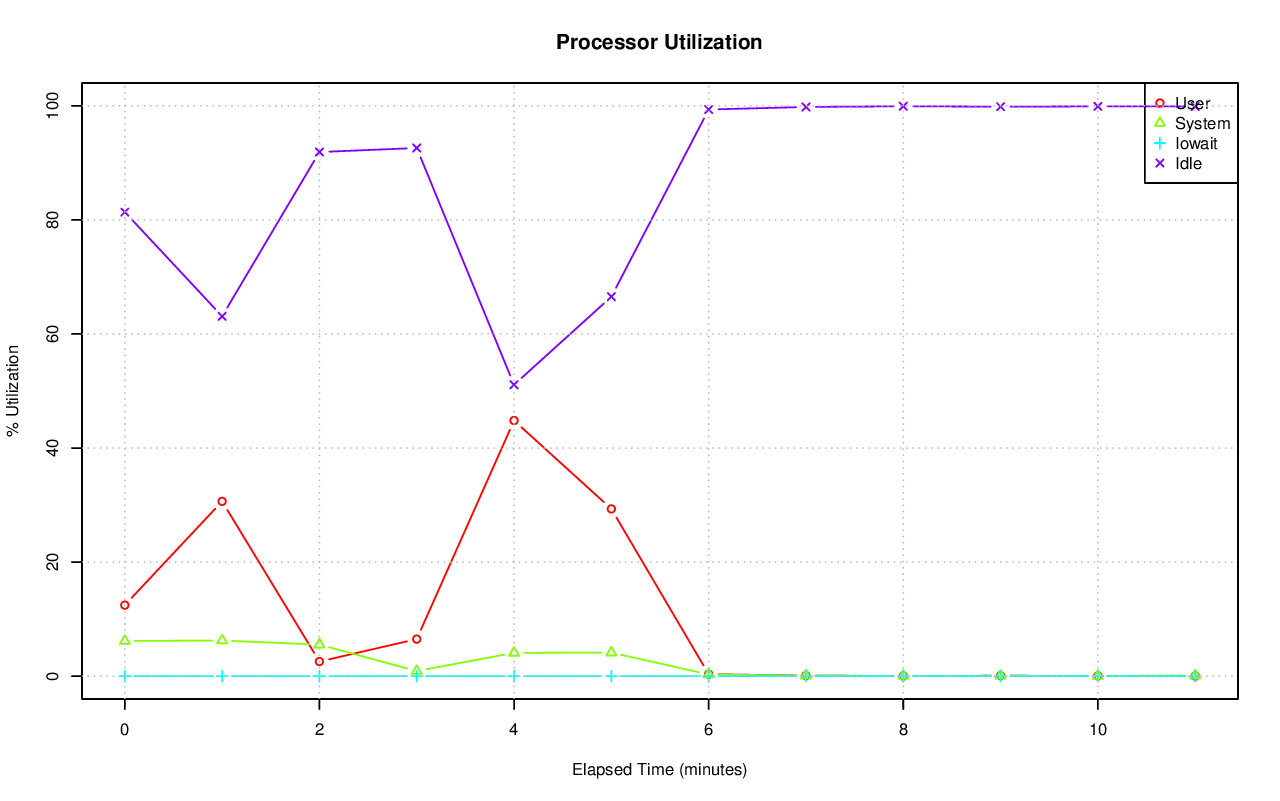 Processor Utilization
User
System
Iowait
Idle
% Utilization
100
80
60
40
20
0
0 2 4 6 8 10
Elapsed Time (minutes)